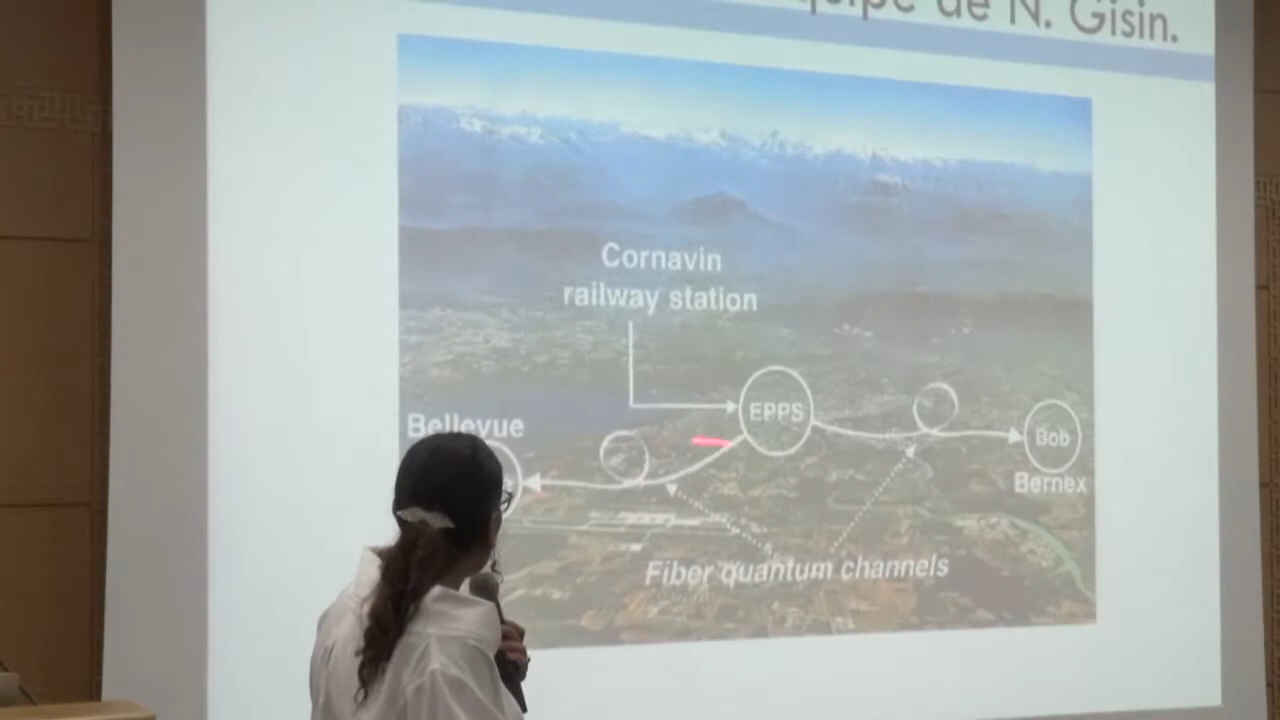 quipe de N. Gisin.
Cornavin
railway station
EPPS
Bellevue
Bob
Bernex
Fiber quantum channels